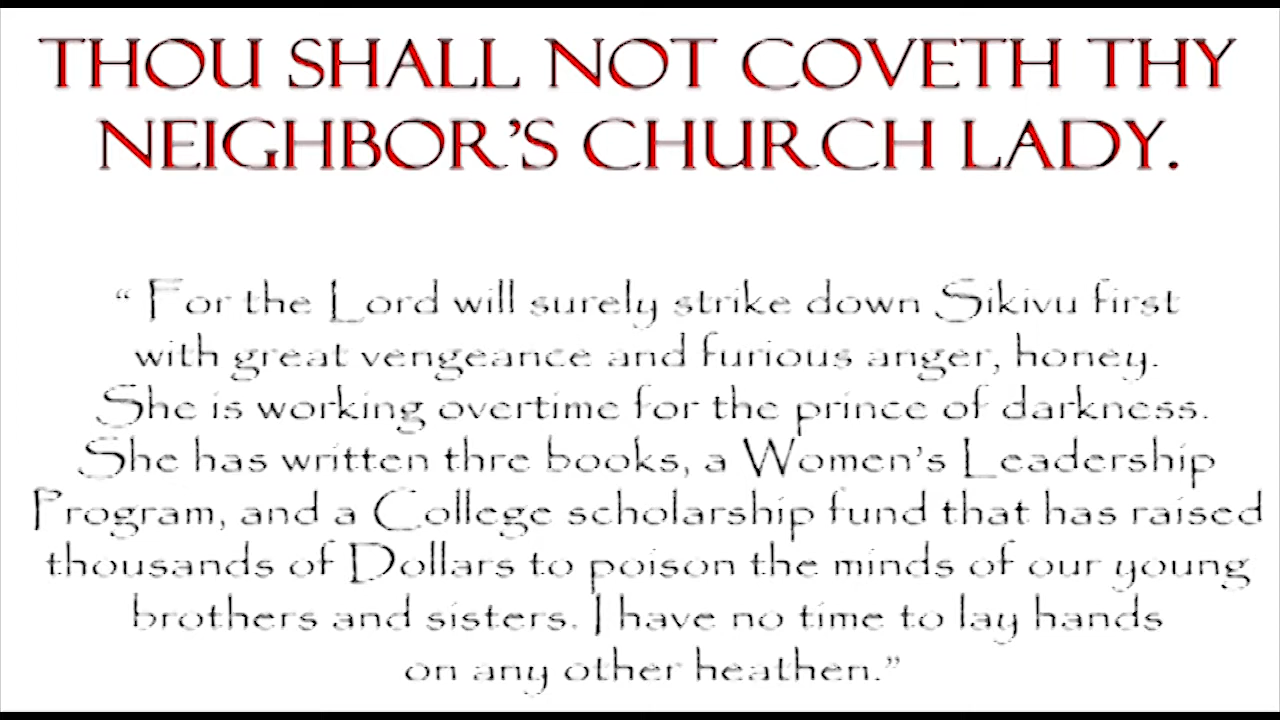 THOU SHALL NOT COVETH THY
NEIGHBOR'S CHURCH LADY.
“ For the Lord will surely strike down Sikivu first
with great vengeance and furious anger, honey.
She is working overtime for the prince of darkness.
She has written thre books, a Women's Leadership
Program, and a College scholarship fund that has raised
thousands of Dollars to poison the minds of our young
brothers and sisters. I have no time to lay hands
on any other heathen.”